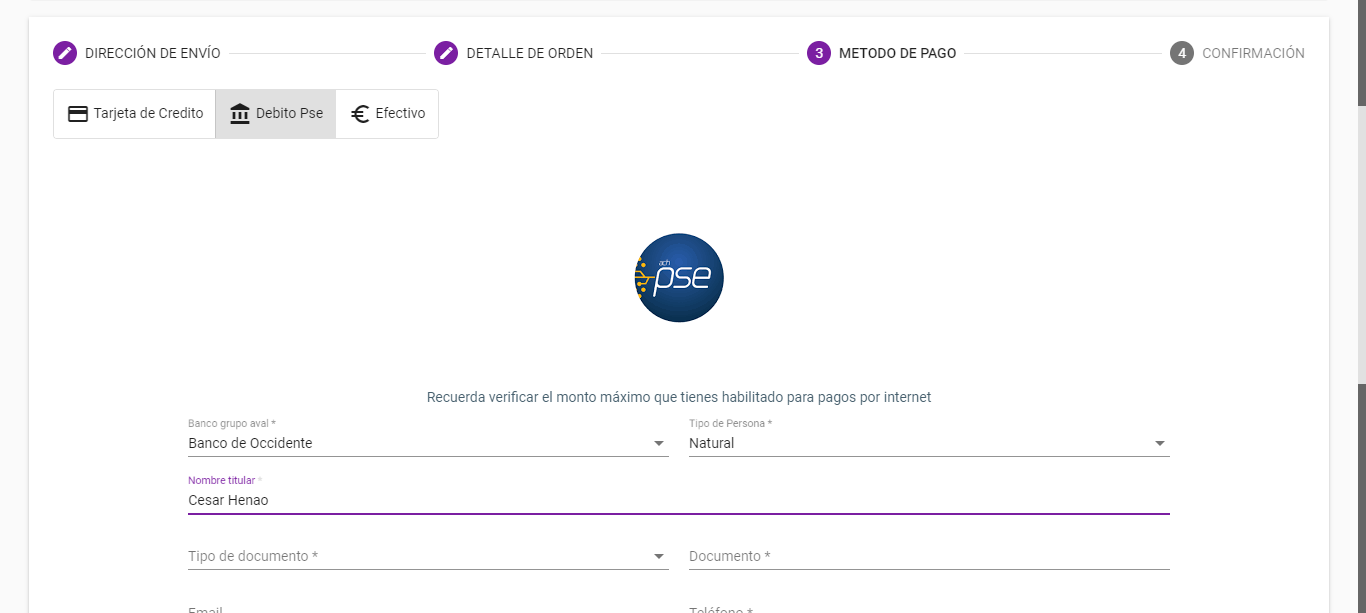 DIRECCIÓN DE ENVÍO
DETALLE DE ORDEN
3 METODO DE PAGO
4 CONFIRMACIÓN
Tarjeta de Credito
Debito Pse
Efectivo
ach
pse
Recuerda verificar el monto máximo que tienes habilitado para pagos por internet
Banco grupo aval *
Banco de Occidente
Tipo de Persona *
Natural
Nombre titular *
Cesar Henao
Tipo de documento *
Documento *
Email
Teléfono *